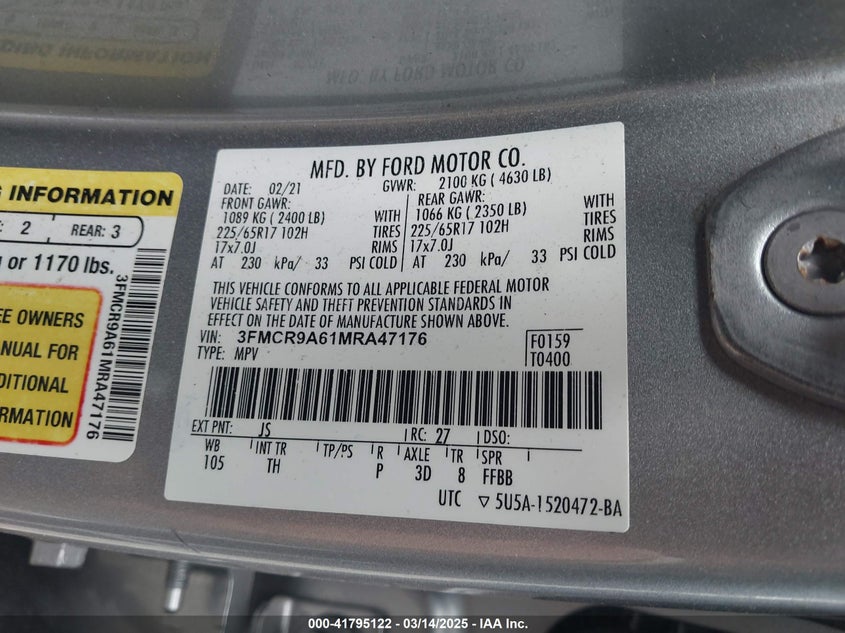 MFD. BY FORD MOTOR CO.
G INFORMATION
2 REAR: 3
or 1170 lbs.
EE OWNERS
ANUAL FOR
DITIONAL
ORMATION
3FMCR9A61MRA47176
MFD. BY FORD MOTOR CO.
DATE: 02/21 GVWR: 2100 KG ( 4630 LB)
FRONT GAWR: REAR GAWR:
1089 KG ( 2400 LB) WITH 1066 KG ( 2350 LB) WITH
225/65R17 102H TIRES 225/65R17 102H TIRES
17x7.0J RIMS 17x7.0J RIMS
AT 230 kPa/ 33 PSI COLD AT 230 kPa/ 33 PSI COLD
THIS VEHICLE CONFORMS TO ALL APPLICABLE FEDERAL MOTOR
VEHICLE SAFETY AND THEFT PREVENTION STANDARDS IN
EFFECT ON THE DATE OF MANUFACTURE SHOWN ABOVE.
VIN: 3FMCR9A61MRA47176 F0159
TYPE: MPV T0400
EXT PNT: JS RC: 27 DSO:
WB INT TR TP/PS R AXLE TR SPR
105 TH P 3D 8 FFBB
UTC ▽ 5U5A-1520472-BA
000-41795122 — 03/14/2025 — IAA Inc.